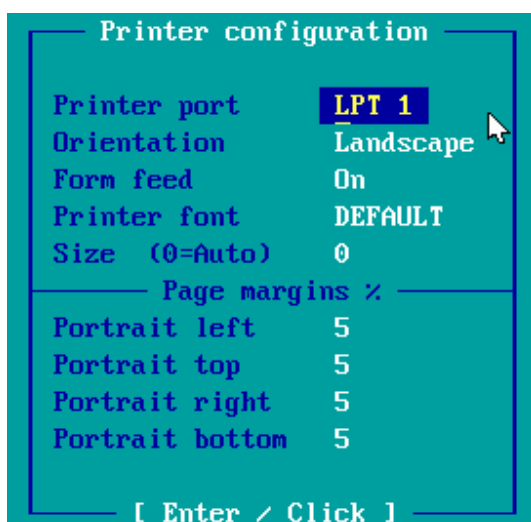 Printer configuration
Printer port LPT 1
Orientation Landscape
Form feed On
Printer font DEFAULT
Size (0=Auto) 0
Page margins %
Portrait left 5
Portrait top 5
Portrait right 5
Portrait bottom 5
[ Enter / Click ]